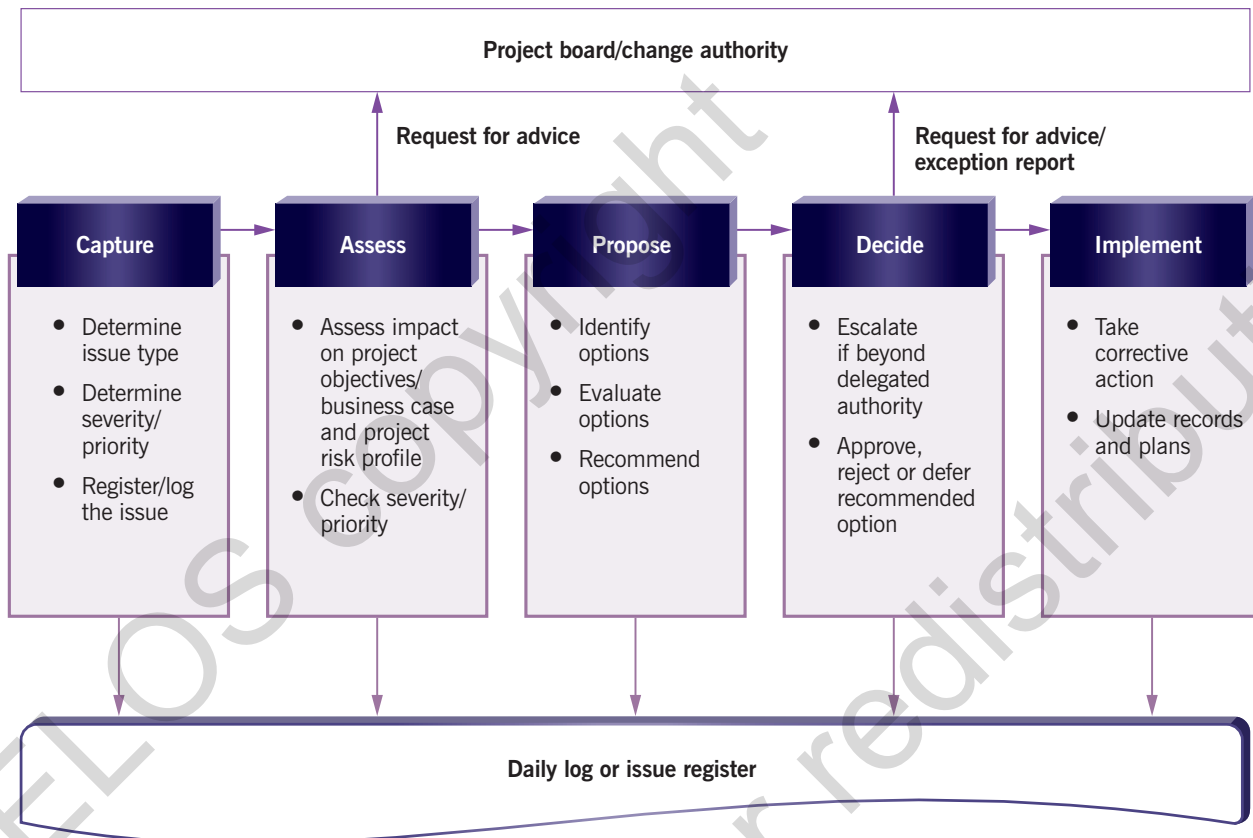 Project board/change authority
Request for advice
Request for advice/
exception report
Capture
Assess
Propose
Decide
Implement
• Determine
issue type
• Determine
severity/
priority
• Register/log
the issue
• Assess impact
on project
objectives/
business case
and project
risk profile
• Check severity/
priority
• Identify
options
• Evaluate
options
• Recommend
options
• Escalate
if beyond
delegated
authority
• Approve,
reject or defer
recommended
option
• Take
corrective
action
• Update records
and plans
Daily log or issue register
ELOS copyright
r redistribut